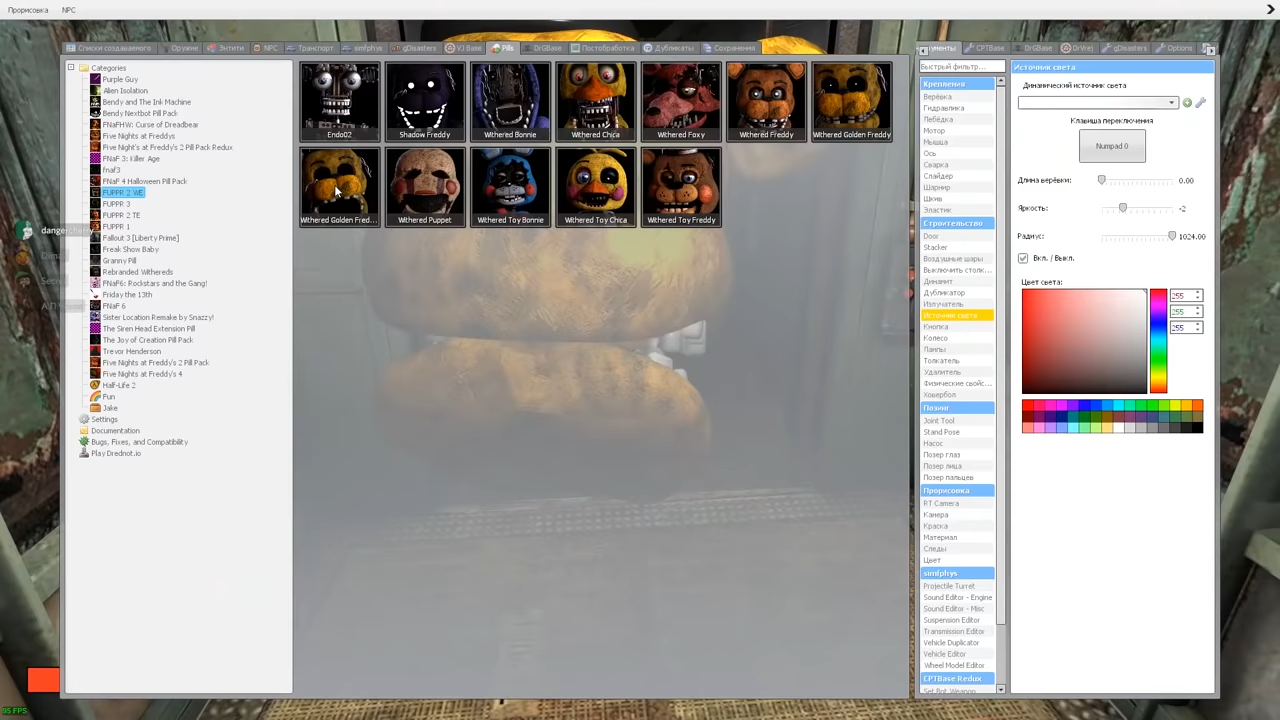 Прорисовка NPC
Списки создаваемого Оружие Энтити NPC Транспорт simfphys gDisasters VJ Base Pills DrGBase Постобработка Дубликаты Сохранения
Categories
Purple Guy
Alien Isolation
Bendy and The Ink Machine
Bendy Nextbot Pill Pack
FNaFHW: Curse of Dreadbear
Five Nights at Freddys
Five Night's at Freddy's 2 Pill Pack Redux
FNAF 3: Killer Age
fnaf3
FNaF 4 Halloween Pill Pack
FUPPR 2 WE
FUPPR 3
FUPPR 2 TE
FUPPR 1
Fallout 3 [Liberty Prime]
Freak Show Baby
Granny Pill
Rebranded Withereds
FNaF6: Rockstars and the Gang!
Friday the 13th
FNAF 6
Sister Location Remake by Snazzy!
The Siren Head Extension Pill
The Joy of Creation Pill Pack
Trevor Henderson
Five Nights at Freddy's 2 Pill Pack
Five Nights at Freddy's 4
Half-Life 2
Fun
Jake
Settings
Documentation
Bugs, Fixes, and Compatibility
Play Drednot.io
Endo02 Shadow Freddy Withered Bonnie Withered Chica Withered Foxy Withered Freddy Withered Golden Freddy
Withered Golden Fred... Withered Puppet Withered Toy Bonnie Withered Toy Chica Withered Toy Freddy
ументы CPTBase DrGBase DrVrej gDisasters Options
Быстрый фильтр...
Крепления
Верёвка
Гидравлика
Лебёдка
Мотор
Мышца
Ось
Сварка
Слайдер
Шарнир
Шкив
Эластик
Строительство
Door
Stacker
Воздушные шары
Выключить столк...
Динамит
Дубликатор
Излучатель
Источник света
Кнопка
Колесо
Лампы
Толкатель
Удалитель
Физические свойс...
Ховербол
Позинг
Joint Tool
Stand Pose
Насос
Позер глаз
Позер лица
Позер пальцев
Прорисовка
RT Camera
Камера
Краска
Материал
Следы
Цвет
simfphys
Projectile Turret
Sound Editor - Engine
Sound Editor - Misc
Suspension Editor
Transmission Editor
Vehicle Duplicator
Vehicle Editor
Wheel Model Editor
CPTBase Redux
Set Bot Weapon
Источник света
Динамический источник света
Клавиша переключения
Numpad 0
Длина верёвки: 0.00
Яркость: -2
Радиус: 1024.00
Вкл. / Выкл.
Цвет света:
255
255
255
95 FPS